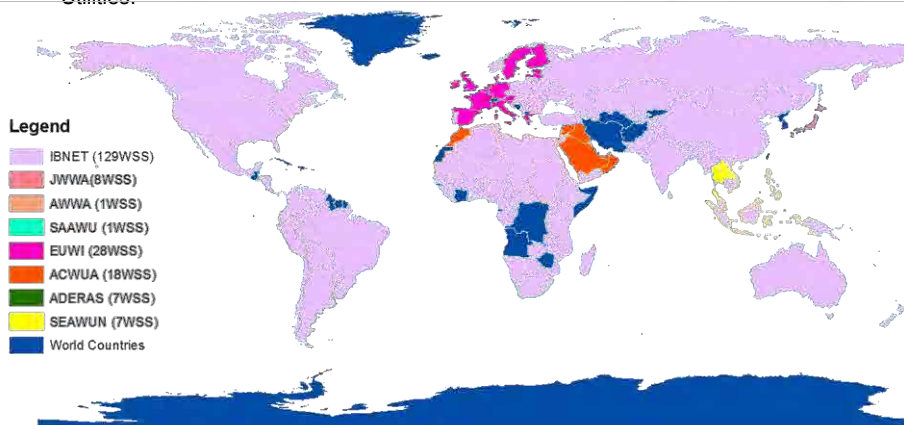 Utilities.
Legend
IBNET (129WSS)
JWWA(8WSS)
AWWA (1WSS)
SAAWU (1WSS)
EUWI (28WSS)
ACWUA (18WSS)
ADERAS (7WSS)
SEAWUN (7WSS)
World Countries